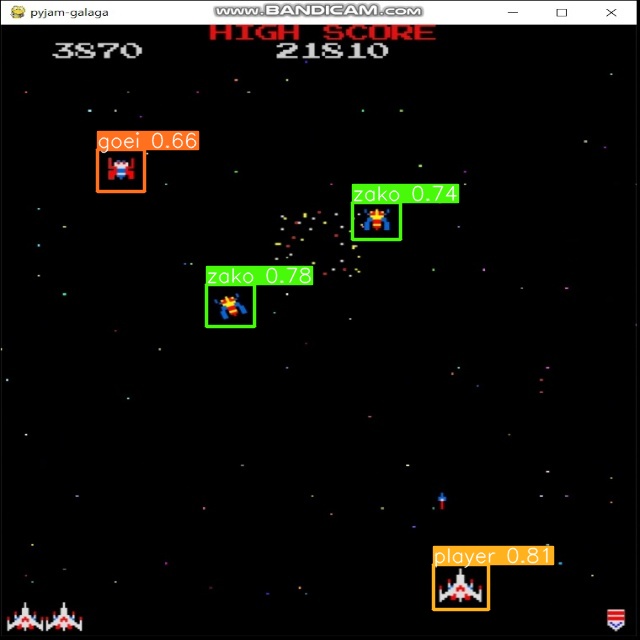 pyjam-galaga
www.BANDICAM.com
HIGH SCORE
3870 21810
goei 0.66
zako 0.74
zako 0.78
player 0.81